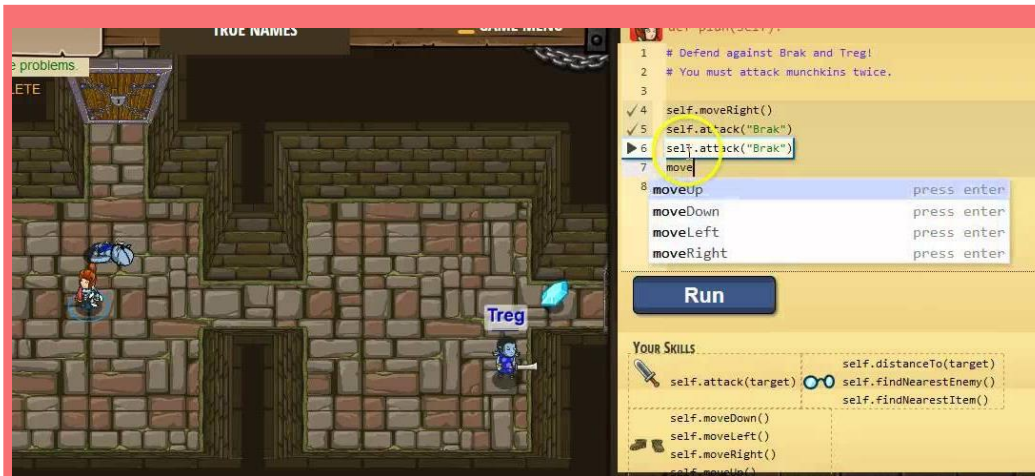 TRUE NAMES
GAME MENU
e problems.
ETE
Treg
def plan(self):
1 # Defend against Brak and Treg!
2 # You must attack munchkins twice.
3
4 self.moveRight()
5 self.attack("Brak")
6 self.attack("Brak")
7 move
8
moveUp press enter
moveDown press enter
moveLeft press enter
moveRight press enter
Run
YOUR SKILLS
self.attack(target)
self.distanceTo(target)
self.findNearestEnemy()
self.findNearestItem()
self.moveDown()
self.moveLeft()
self.moveRight()
self.moveUp()